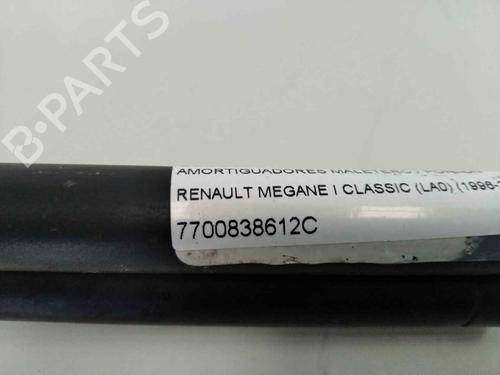 B-PARTS
AMORTIGUADORES MALETERO /
RENAULT MEGANE I CLASSIC (LA0) (1996-
7700838612C